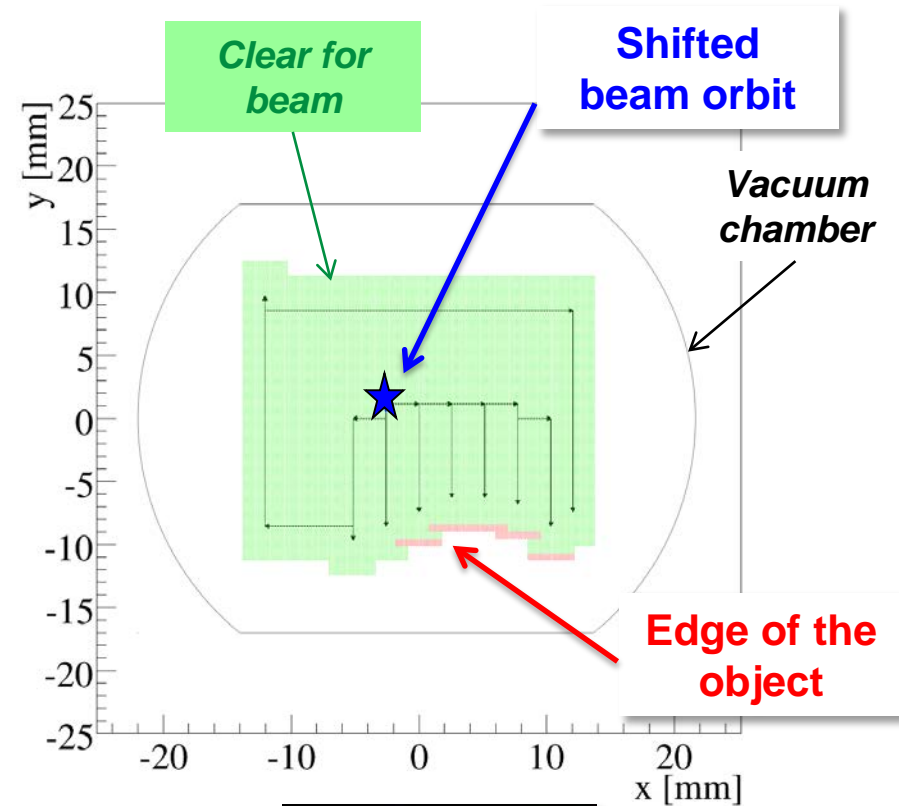 Clear for
beam
Shifted
beam orbit
Vacuum
chamber
y [mm]
25
20
15
10
5
0
-5
-10
-15
-20
-25
Edge of the
object
-20
-10
0
10
20
x [mm]